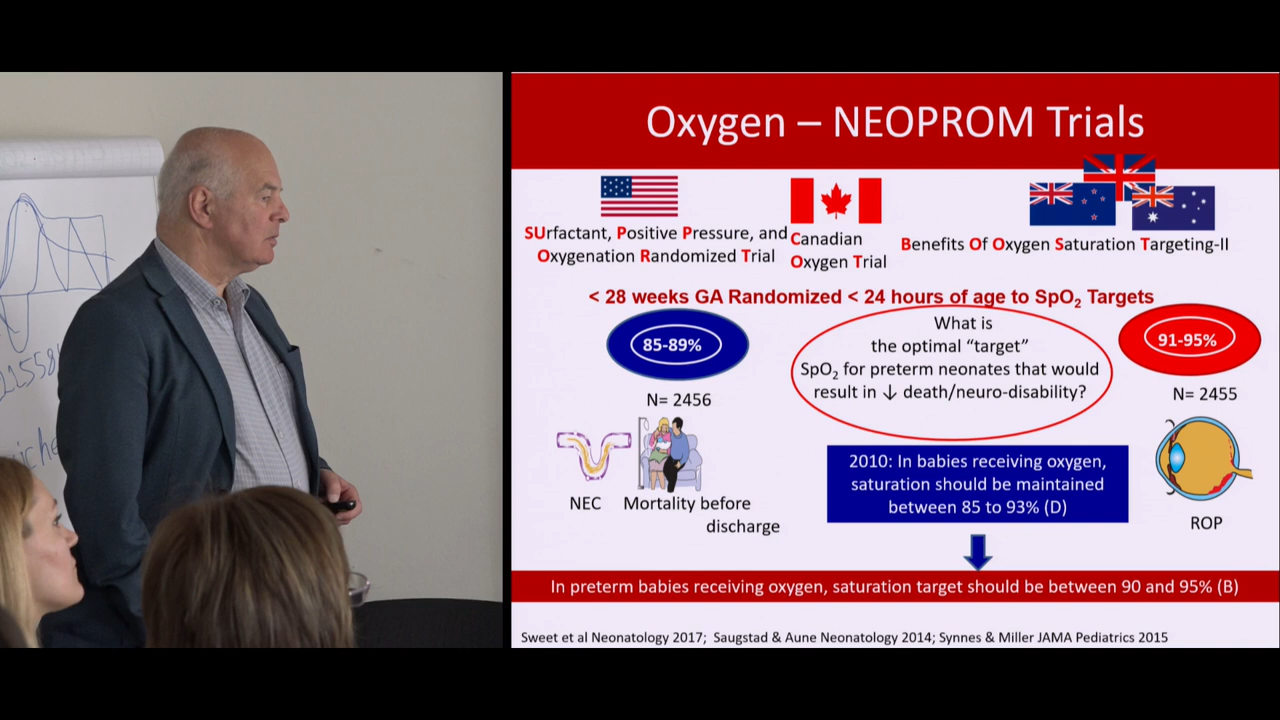 Oxygen – NEOPROM Trials
SUrfactant, Positive Pressure, and
Oxygenation Randomized Trial
Canadian
Oxygen Trial
Benefits Of Oxygen Saturation Targeting-II
< 28 weeks GA Randomized < 24 hours of age to SpO₂ Targets
85-89%
N= 2456
What is
the optimal “target”
SpO₂ for preterm neonates that would
result in ↓ death/neuro-disability?
91-95%
N= 2455
NEC
Mortality before
discharge
2010: In babies receiving oxygen,
saturation should be maintained
between 85 to 93% (D)
ROP
In preterm babies receiving oxygen, saturation target should be between 90 and 95% (B)
Sweet et al Neonatology 2017; Saugstad & Aune Neonatology 2014; Synnes & Miller JAMA Pediatrics 2015